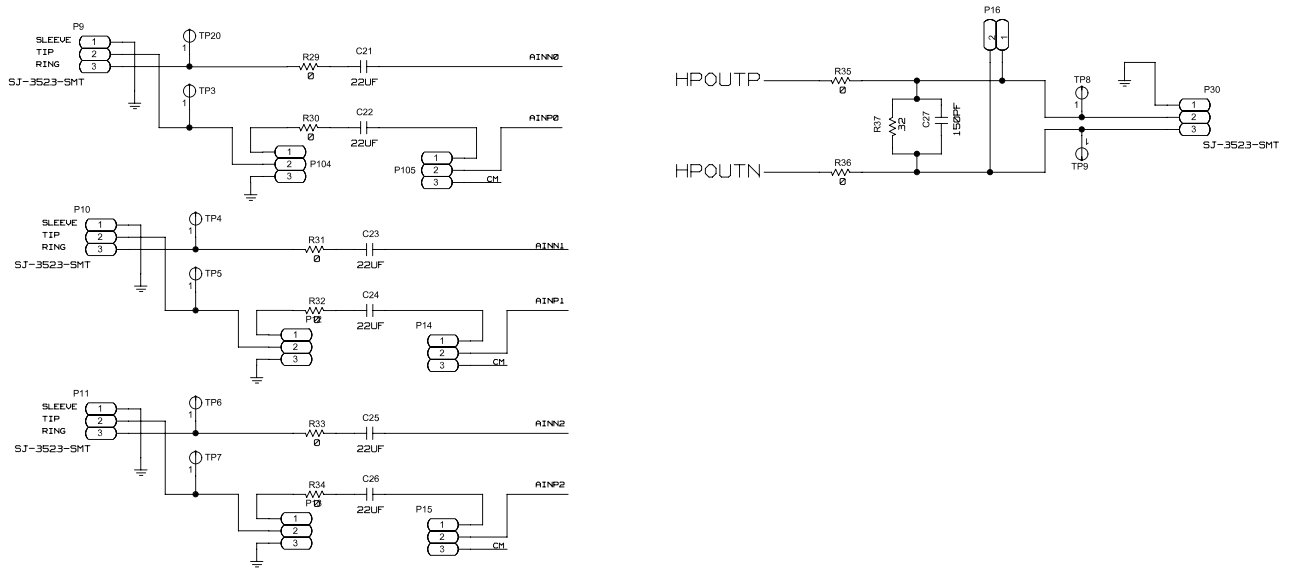 P9
SLEEVE 1
TIP 2
RING 3
SJ-3523-SMT
TP20
1
R29
0
C21
22UF
AINN0
TP3
1
R30
0
C22
22UF
AINP0
1
2
3
P104
P105
1
2
3
CM
P10
SLEEVE 1
TIP 2
RING 3
SJ-3523-SMT
TP4
1
R31
0
C23
22UF
AINN1
TP5
1
R32
0
C24
22UF
AINP1
1
2
3
P14
1
2
3
CM
P11
SLEEVE 1
TIP 2
RING 3
SJ-3523-SMT
TP6
1
R33
0
C25
22UF
AINN2
TP7
1
R34
0
C26
22UF
AINP2
1
2
3
P15
1
2
3
CM
P16
2
1
HPOUTP
R35
0
R37
32
C27
150PF
HPOUTN
R36
0
TP8
1
1
TP9
P30
1
2
3
SJ-3523-SMT